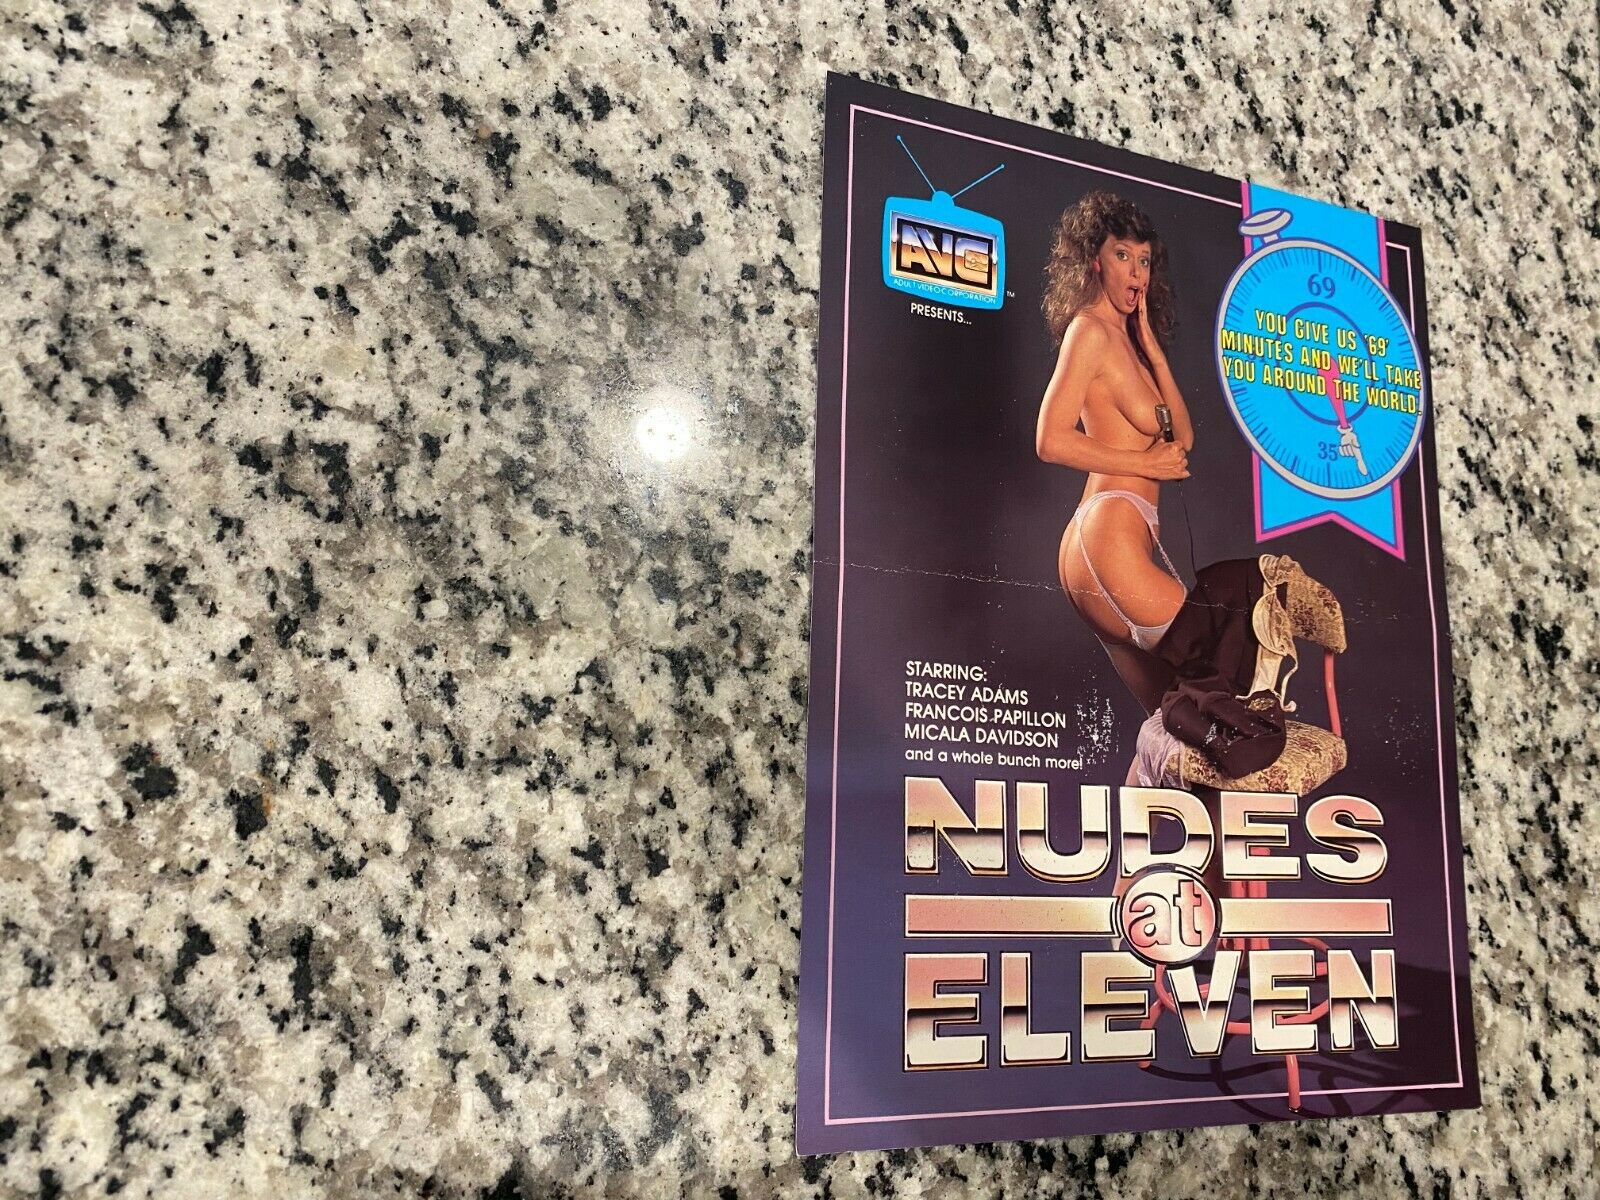 AVC
ADULT VIDEO CORPORATION
TM
PRESENTS...
69
YOU GIVE US '69'
MINUTES AND WE'LL TAKE
YOU AROUND THE WORLD.
35
STARRING:
TRACEY ADAMS
FRANCOIS PAPILLON
MICALA DAVIDSON
and a whole bunch more!
NUDES
at
ELEVEN